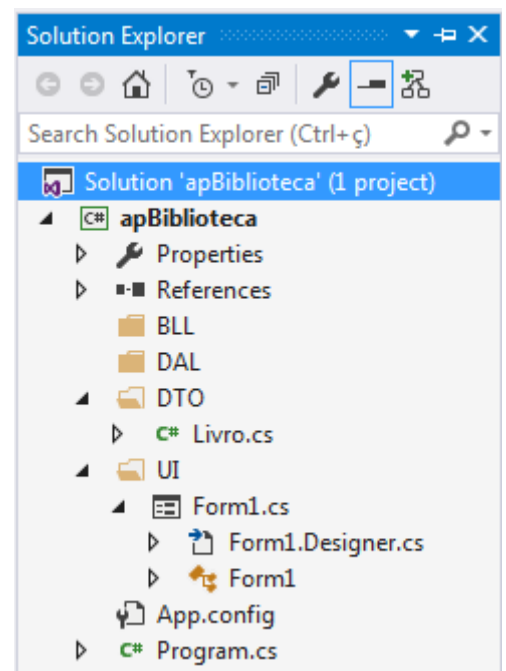 Solution Explorer
Search Solution Explorer (Ctrl+ç)
Solution 'apBiblioteca' (1 project)
C# apBiblioteca
Properties
References
BLL
DAL
DTO
C# Livro.cs
UI
Form1.cs
Form1.Designer.cs
Form1
App.config
C# Program.cs